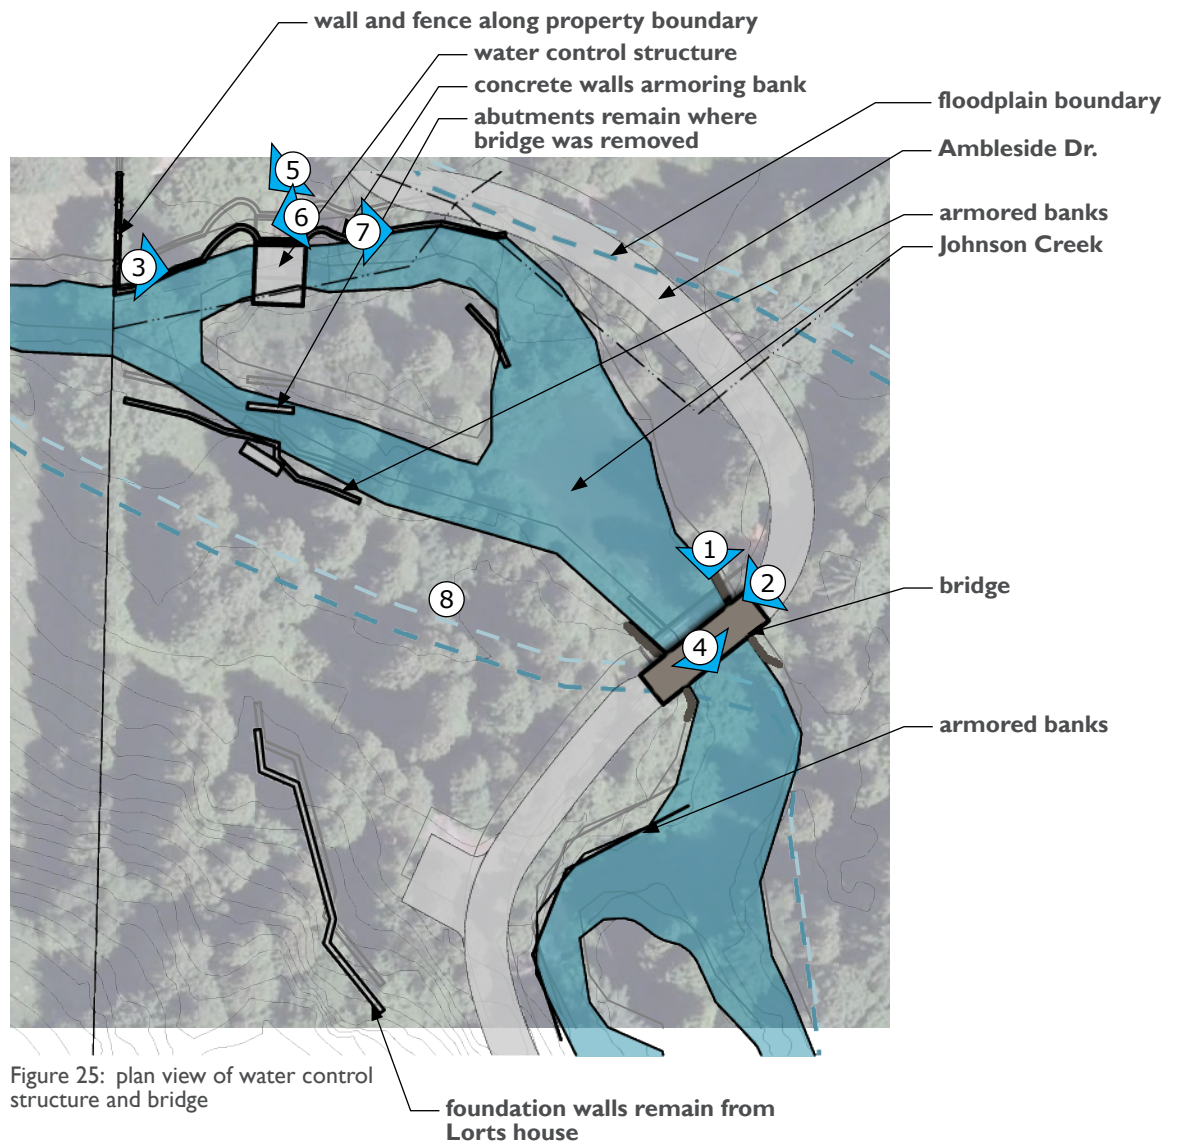 wall and fence along property boundary
water control structure
concrete walls armoring bank
abutments remain where
bridge was removed
floodplain boundary
Ambleside Dr.
armored banks
Johnson Creek
5
6
7
3
1
2
8
bridge
4
armored banks
Figure 25: plan view of water control
structure and bridge
foundation walls remain from
Lorts house